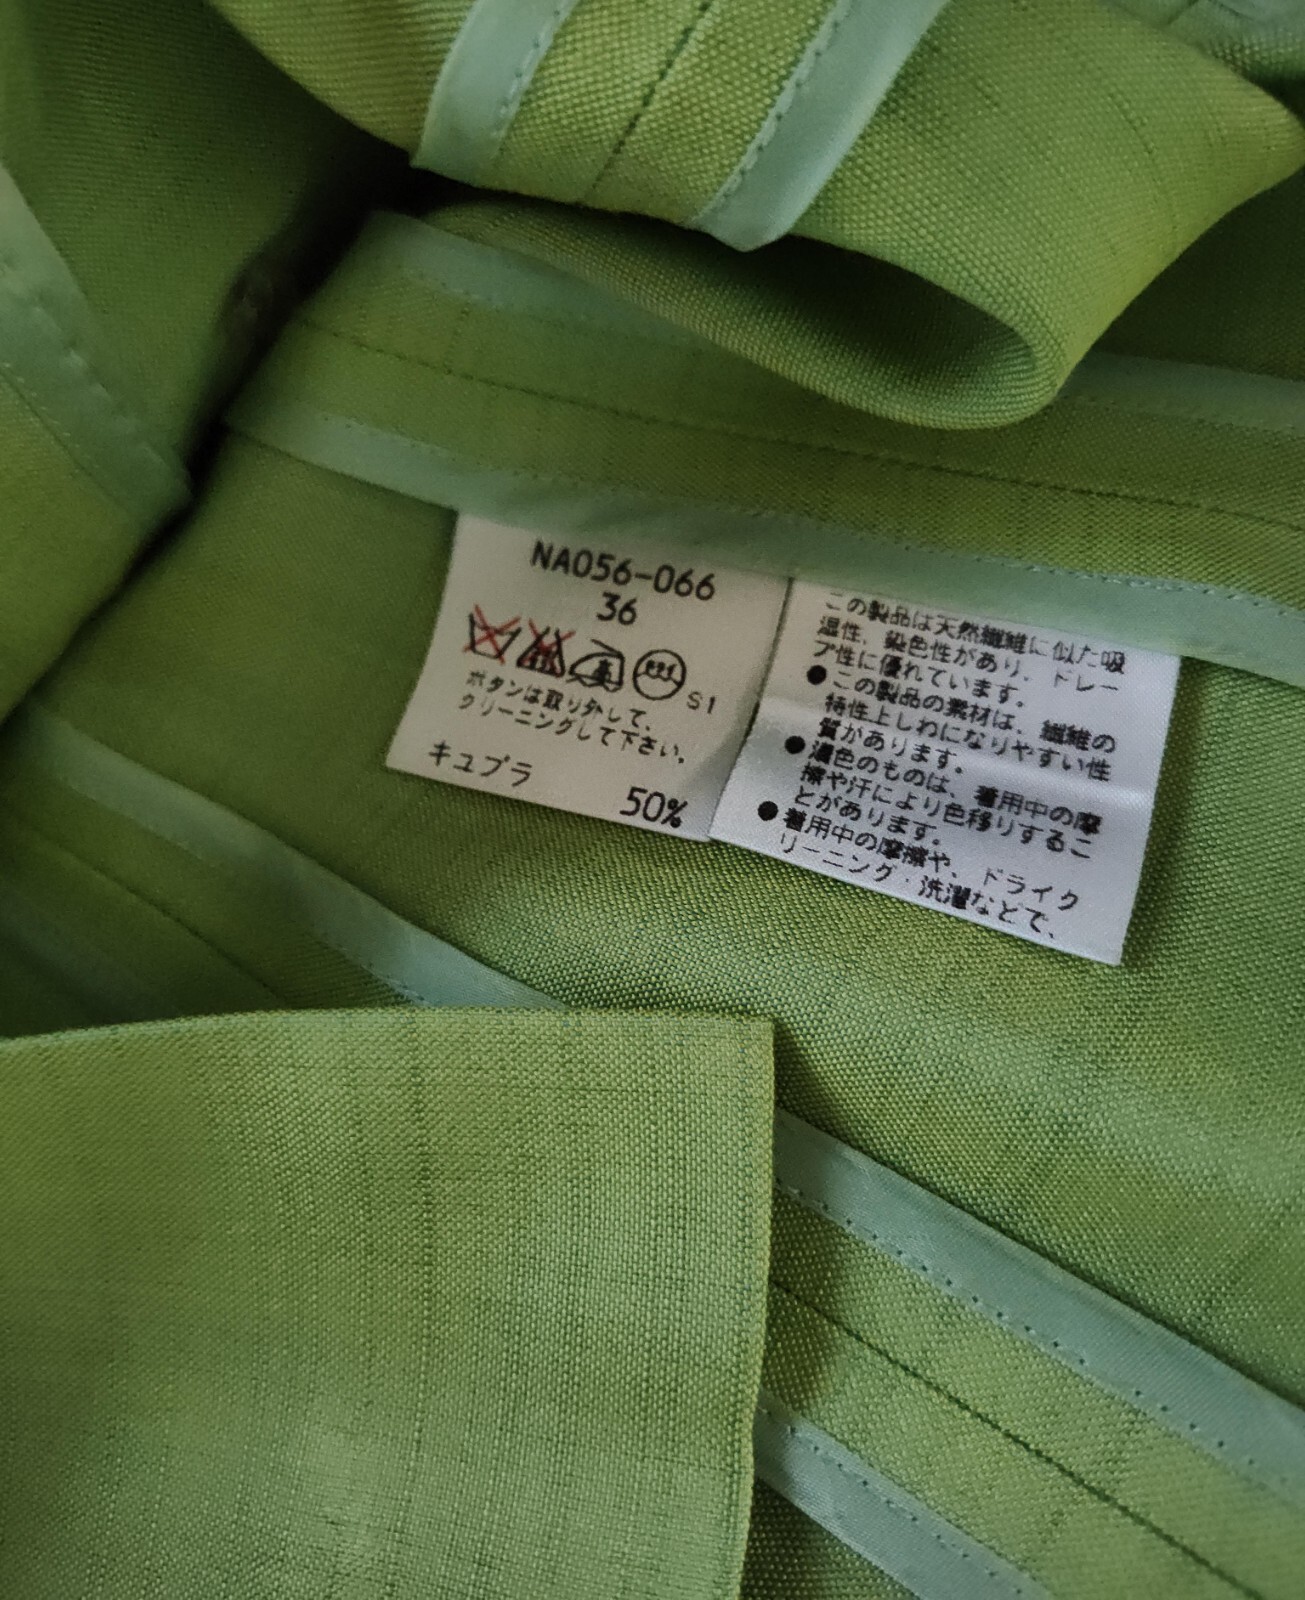 NA056-066
36
S1
ボタンは取り外して、
クリーニングして下さい。
キュプラ
50%
この製品は天然繊維に似た吸
湿性、染色性があり、ドレー
プ性に優れています。
●この製品の素材は、繊維の
特性上しわになりやすい性
質があります。
●濃色のものは、着用中の摩
擦や汗により色移りするこ
とがあります。
●着用中の摩擦や、ドライク
リーニング・洗濯などで、